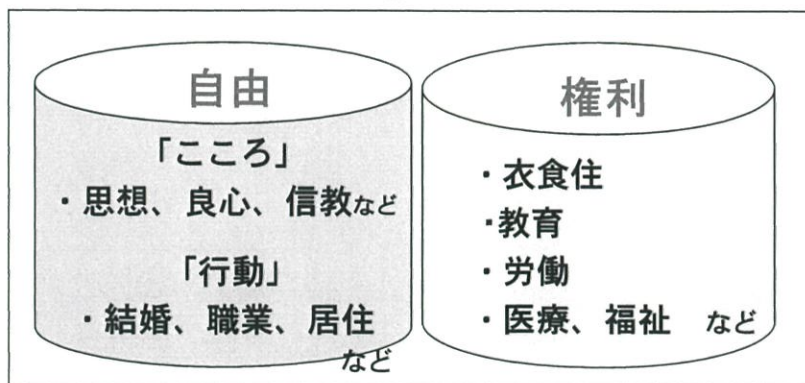 自由
「こころ」
・思想、良心、信教など
「行動」
・結婚、職業、居住
など
権利
・衣食住
・教育
・労働
・医療、福祉 など